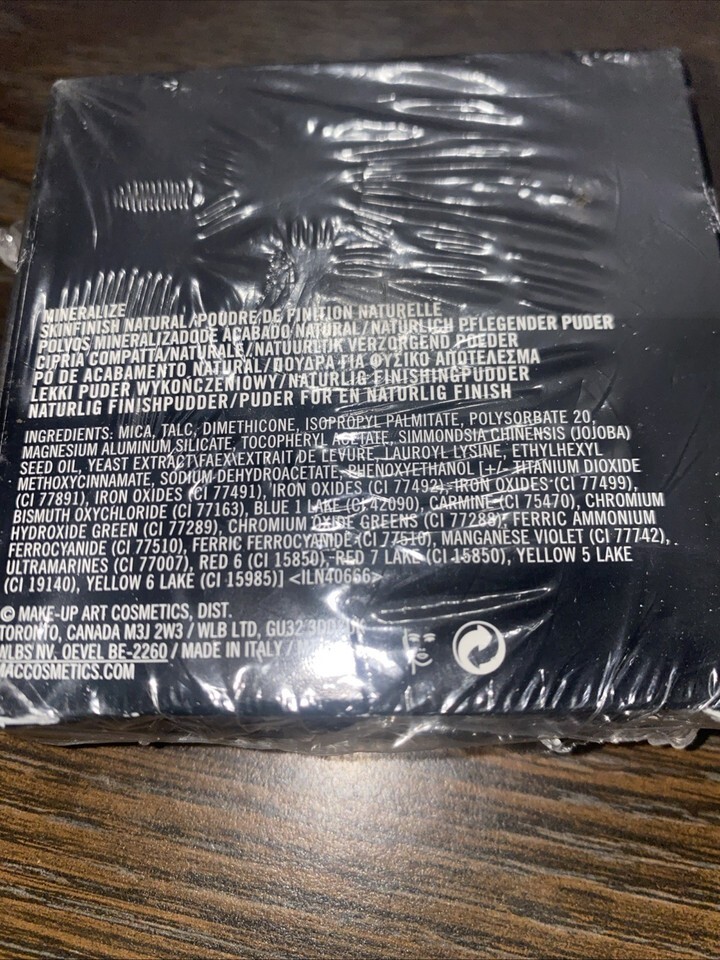 MINERALIZE
SKINFINISH NATURAL/POUDRE DE FINITION NATURELLE
POLVOS MINERALIZADODE ACABADO NATURAL/NATÜRLICH PFLEGENDER PUDER
CIPRIA COMPATTA/NATURALE/NATUURLIJK VERZORGEND POEDER
PÓ DE ACABAMENTO NATURAL/ΠΟΥΔΡΑ ΓΙΑ ΦΥΣΙΚΟ ΑΠΟΤΕΛΕΣΜΑ
LEKKI PUDER WYKOŃCZENIOWY/NATURLIG FINISHINGPUDDER
NATURLIG FINISHPUDDER/PUDER FÖR EN NATURLIG FINISH
INGREDIENTS: MICA, TALC, DIMETHICONE, ISOPROPYL PALMITATE, POLYSORBATE 20,
MAGNESIUM ALUMINUM SILICATE, TOCOPHERYL ACETATE, SIMMONDSIA CHINENSIS (JOJOBA)
SEED OIL, YEAST EXTRACT\FAEX\EXTRAIT DE LEVURE, LAUROYL LYSINE, ETHYLHEXYL
METHOXYCINNAMATE, SODIUM DEHYDROACETATE, PHENOXYETHANOL [+/- TITANIUM DIOXIDE
(CI 77891), IRON OXIDES (CI 77491), IRON OXIDES (CI 77492), IRON OXIDES (CI 77499),
BISMUTH OXYCHLORIDE (CI 77163), BLUE 1 LAKE (CI 42090), CARMINE (CI 75470), CHROMIUM
HYDROXIDE GREEN (CI 77289), CHROMIUM OXIDE GREENS (CI 77288), FERRIC AMMONIUM
FERROCYANIDE (CI 77510), FERRIC FERROCYANIDE (CI 77510), MANGANESE VIOLET (CI 77742),
ULTRAMARINES (CI 77007), RED 6 (CI 15850), RED 7 LAKE (CI 15850), YELLOW 5 LAKE
(CI 19140), YELLOW 6 LAKE (CI 15985)] <ILN40666>
© MAKE-UP ART COSMETICS, DIST.
TORONTO, CANADA M3J 2W3 / WLB LTD, GU32
WLBS NV, OEVEL BE-2260 / MADE IN ITALY /
MACCOSMETICS.COM